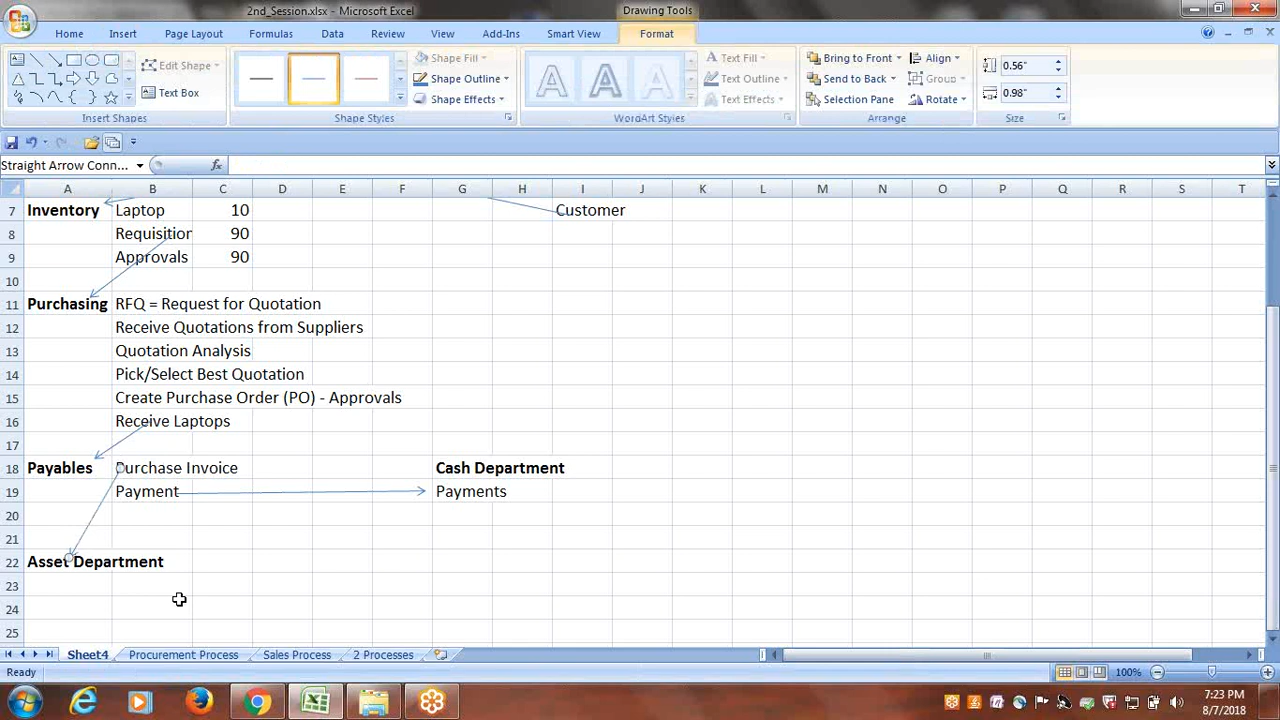 2nd_Session.xlsx - Microsoft Excel
Drawing Tools
Home Insert Page Layout Formulas Data Review View Add-Ins Smart View Format
Edit Shape
Text Box
Insert Shapes
Shape Fill
Shape Outline
Shape Effects
Shape Styles
A A A
Text Fill
Text Outline
Text Effects
WordArt Styles
Bring to Front
Send to Back
Selection Pane
Align
Group
Rotate
Arrange
0.56"
0.98"
Size
Straight Arrow Conn...
fx
A B C D E F G H I J K L M N O P Q R S T
7 Inventory Laptop 10 Customer
8 Requisition 90
9 Approvals 90
10
11 Purchasing RFQ = Request for Quotation
12 Receive Quotations from Suppliers
13 Quotation Analysis
14 Pick/Select Best Quotation
15 Create Purchase Order (PO) - Approvals
16 Receive Laptops
17
18 Payables Purchase Invoice Cash Department
19 Payment Payments
20
21
22 Asset Department
23
24
25
Sheet4 Procurement Process Sales Process 2 Processes
Ready 100%
7:23 PM
8/7/2018